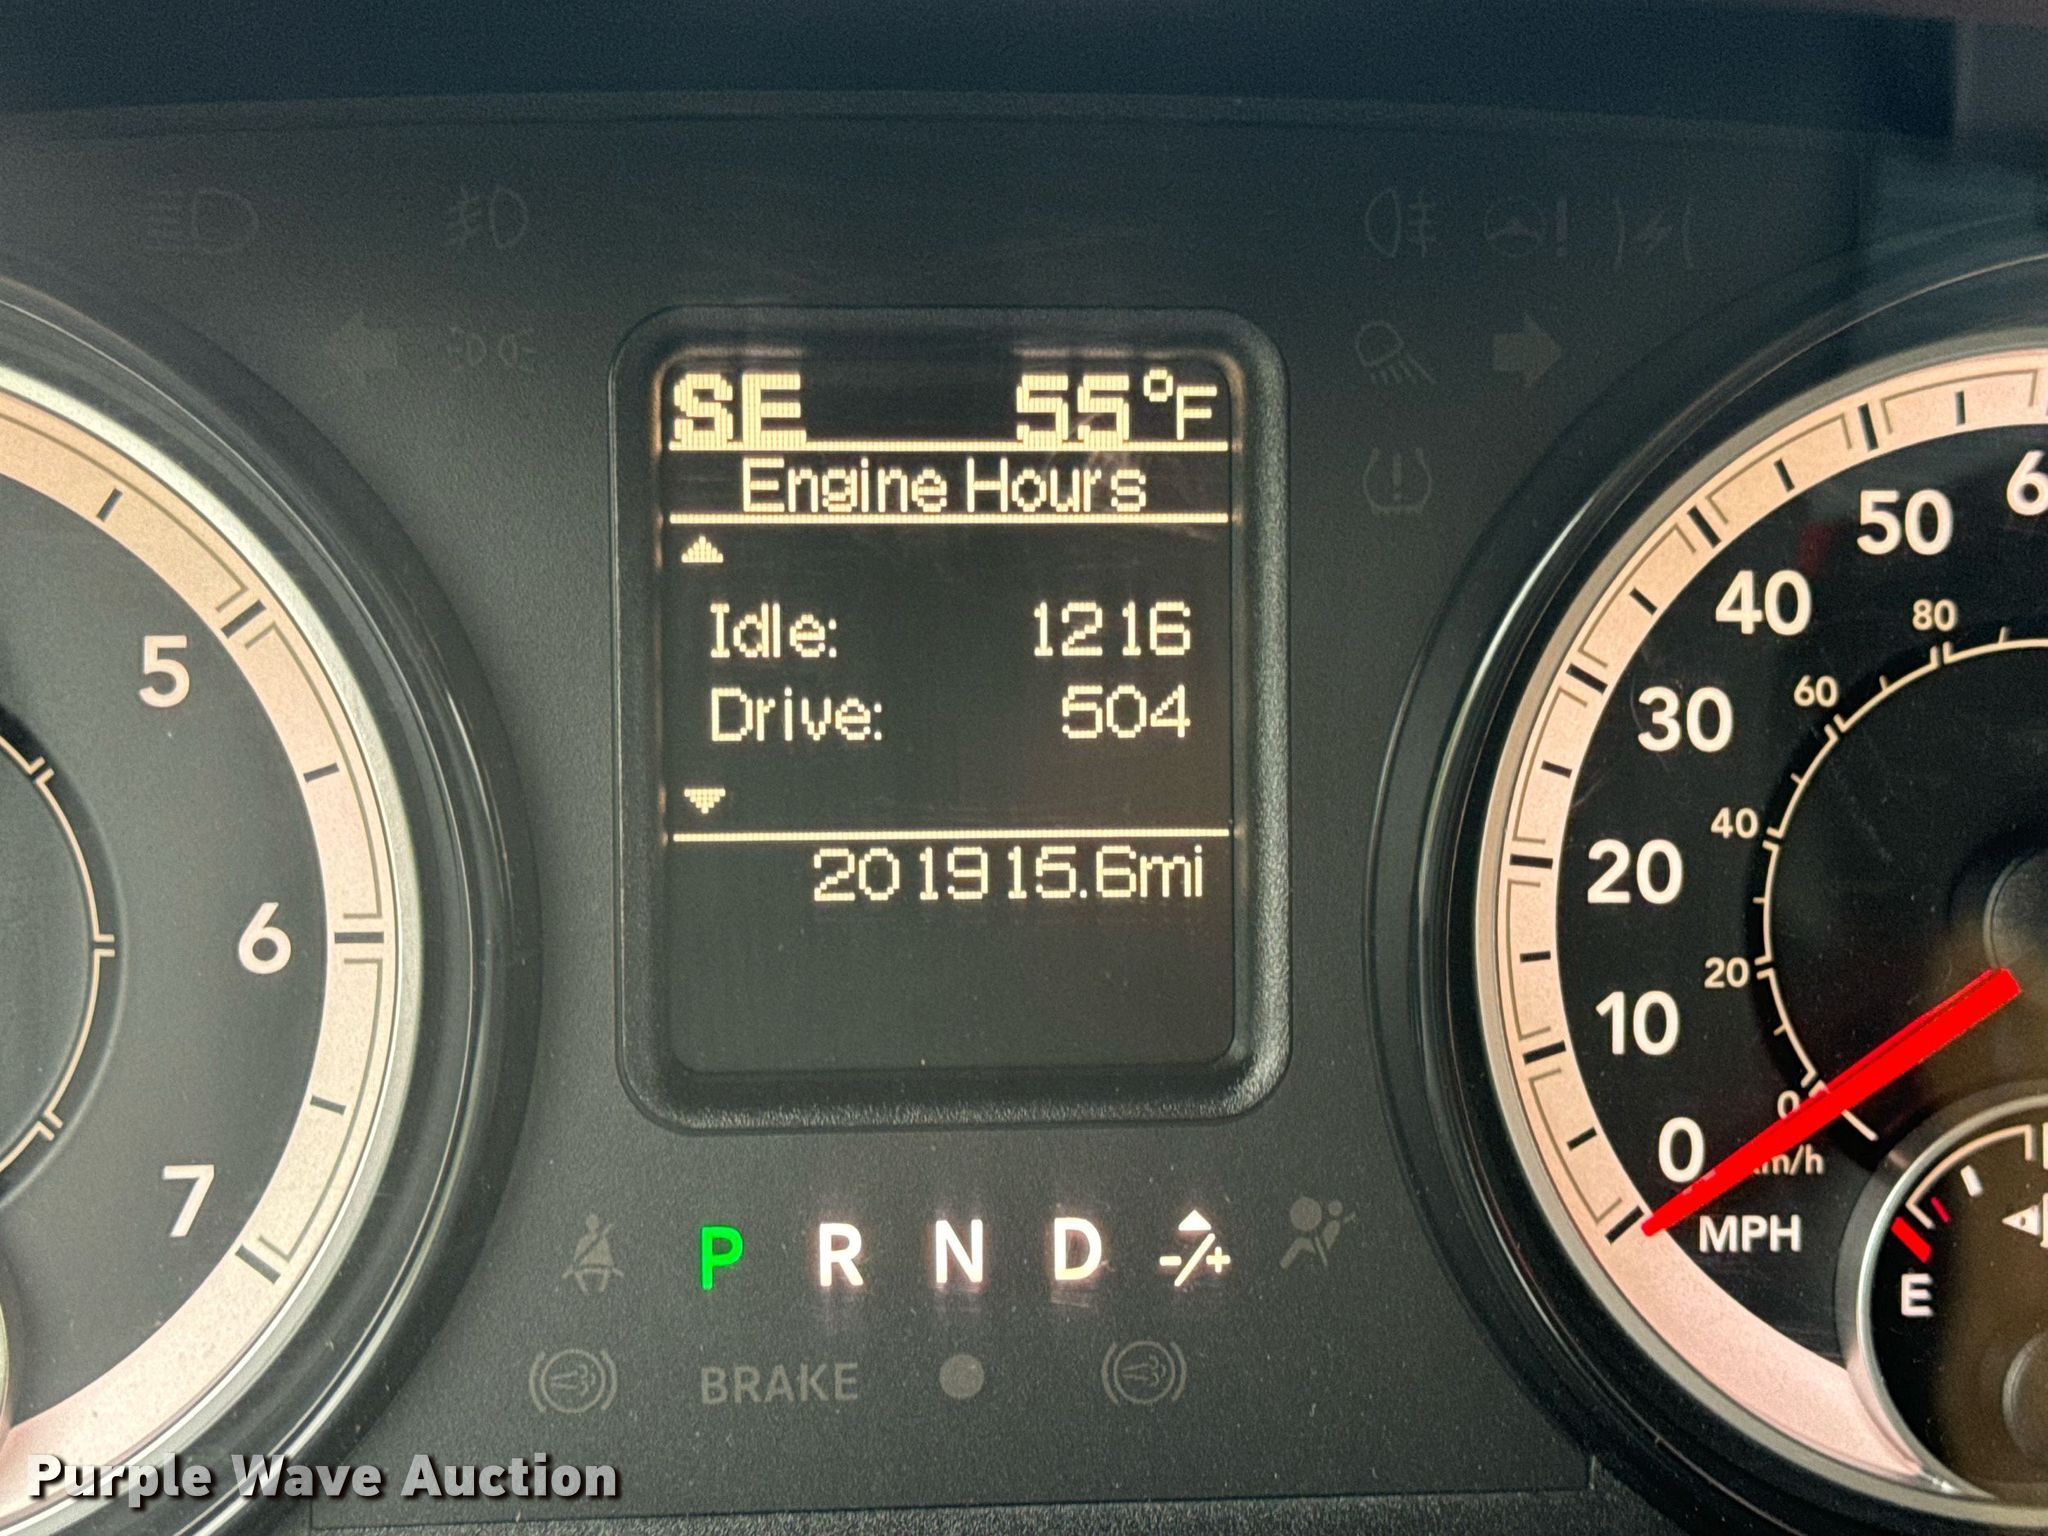 SE 55°F
Engine Hours
Idle: 1216
Drive: 504
201915.6mi
5
6
7
50
40
30
20
10
0
MPH
80
60
40
20
0
E
P R N D -/+
BRAKE
Purple Wave Auction